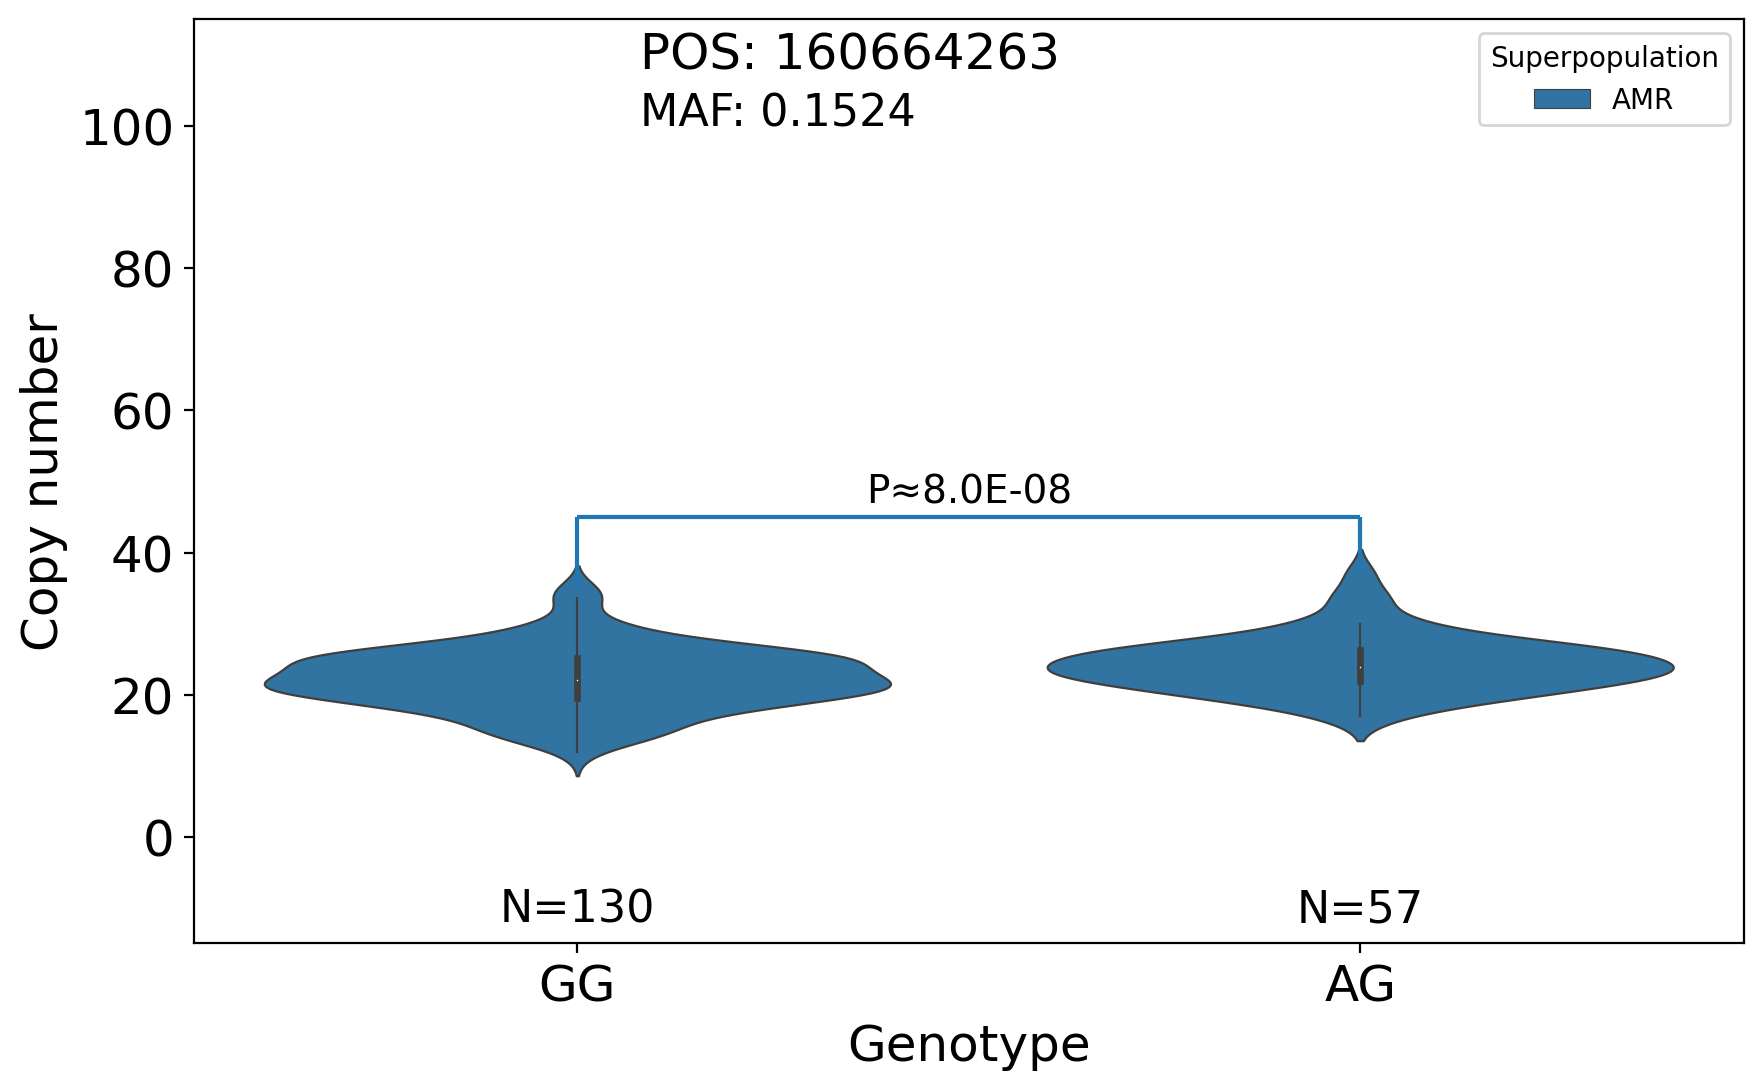 POS: 160664263
MAF: 0.1524
Superpopulation
AMR
100
80
60
40
20
0
Copy number
P≈8.0E-08
N=130
N=57
GG
AG
Genotype